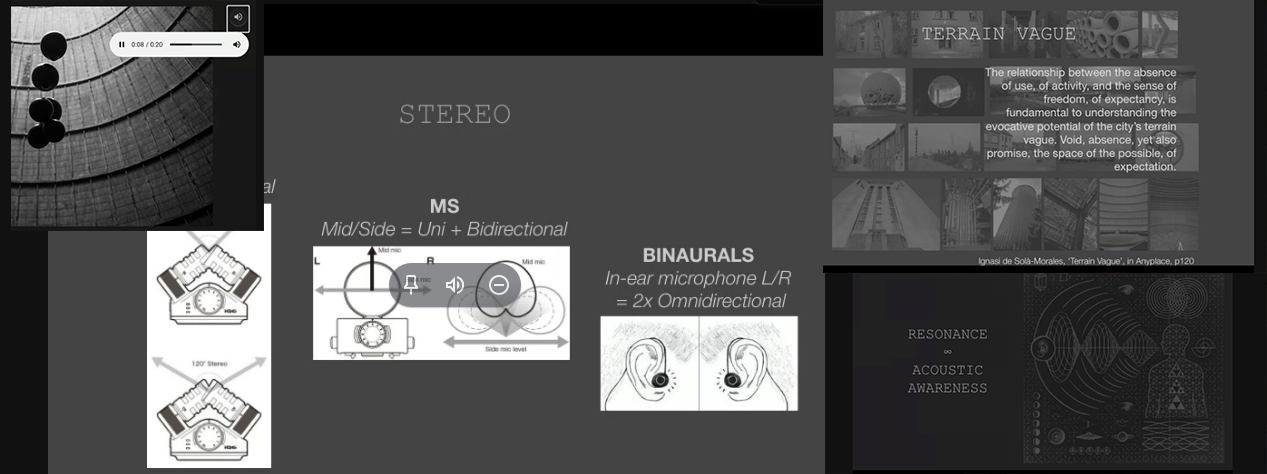 0:08 / 0:20
STEREO
al
MS
Mid/Side = Uni + Bidirectional
Mid mic
L
R
Mid mic
mic
Side mic level
120° Stereo
BINAURALS
In-ear microphone L/R
= 2x Omnidirectional
TERRAIN VAGUE
The relationship between the absence
of use, of activity, and the sense of
freedom, of expectancy, is
fundamental to understanding the
evocative potential of the city's terrain
vague. Void, absence, yet also
promise, the space of the possible, of
expectation.
Ignasi de Solà-Morales, 'Terrain Vague', in Anyplace, p120
RESONANCE
∞
ACOUSTIC
AWARENESS